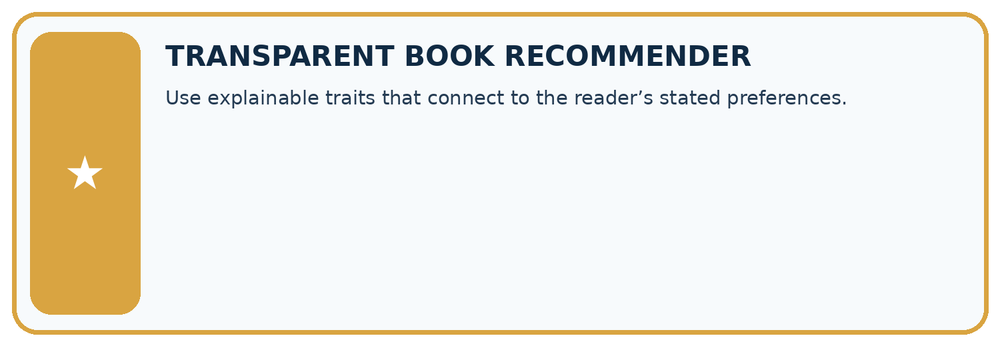 TRANSPARENT BOOK RECOMMENDER
Use explainable traits that connect to the reader’s stated preferences.